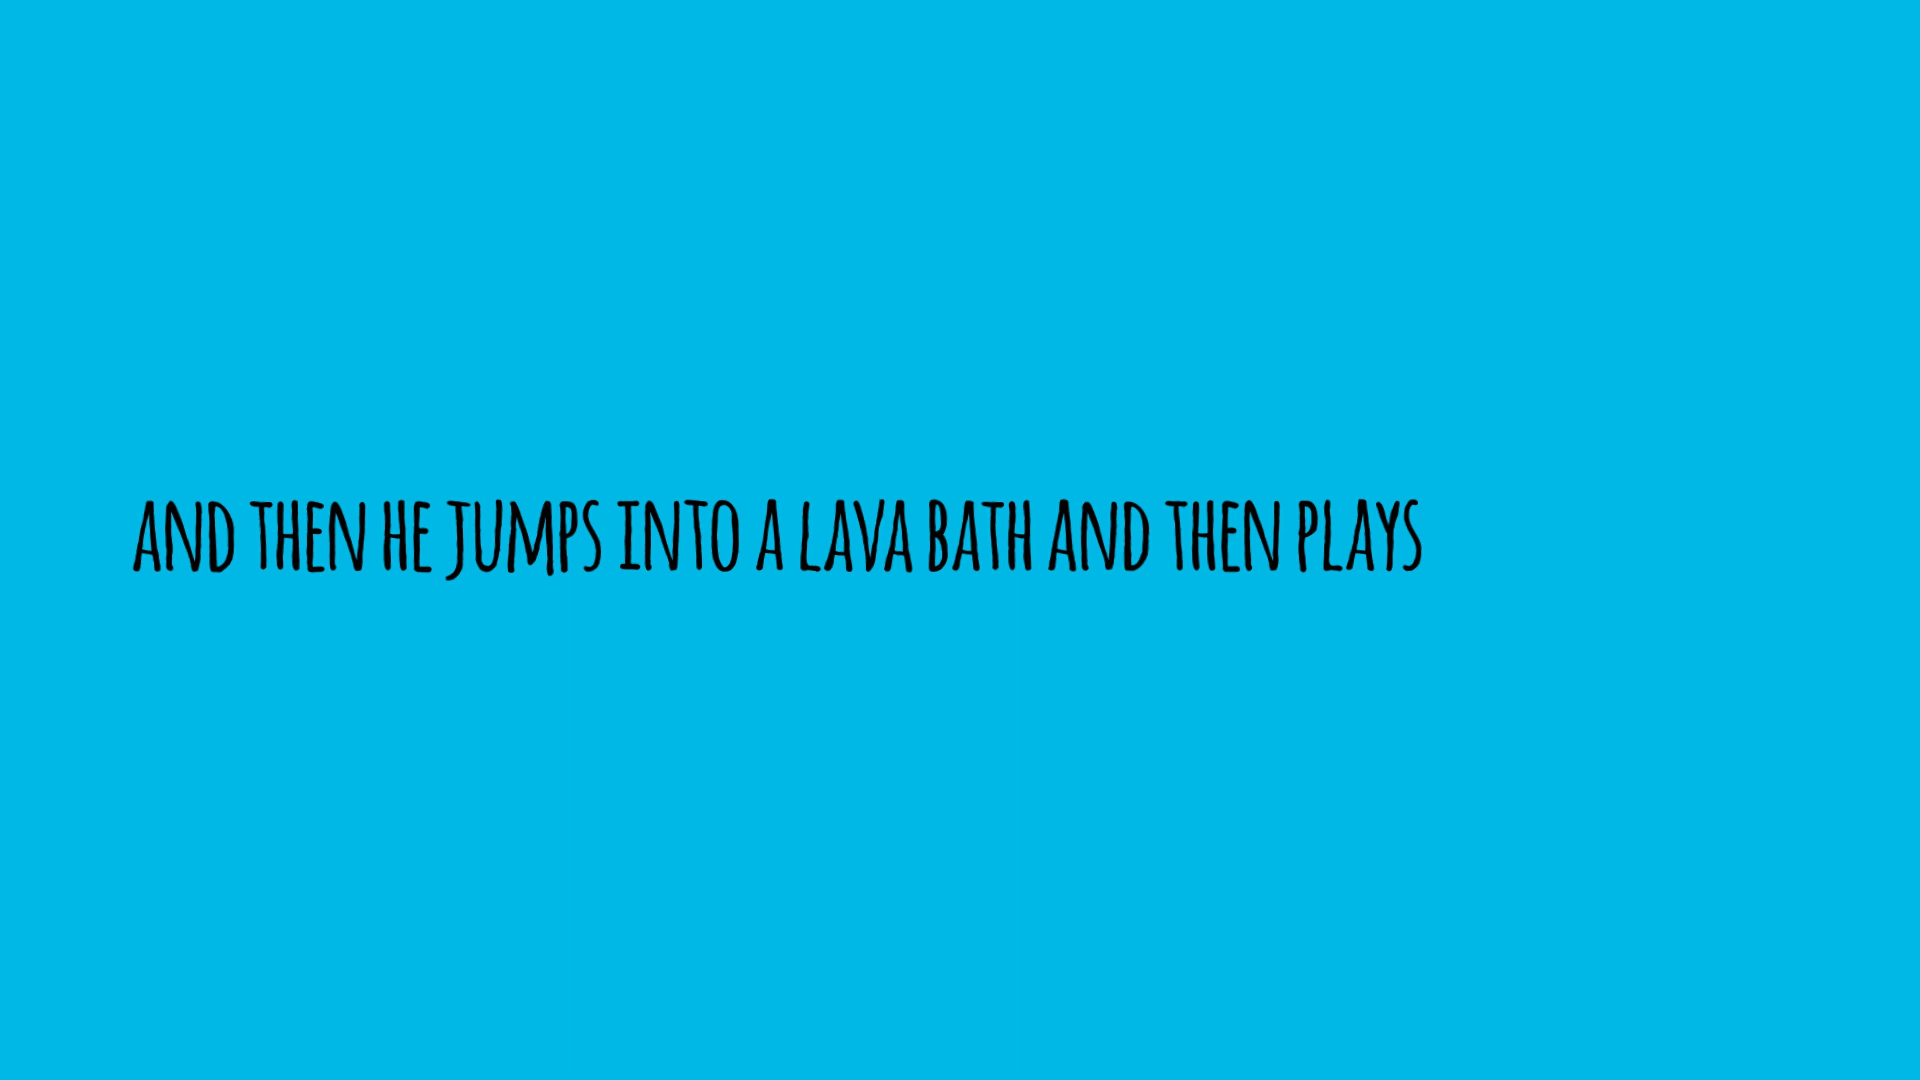 AND THEN HE JUMPS INTO A LAVA BATH AND THEN PLAYS